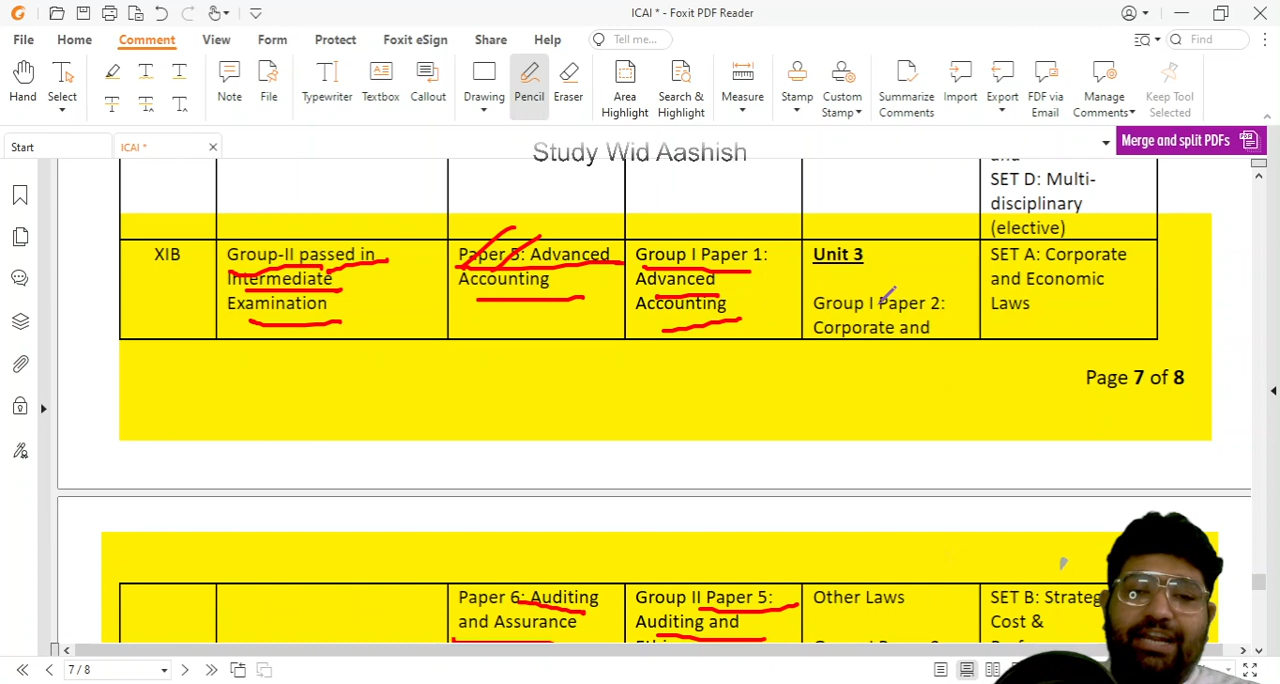 ICAI * - Foxit PDF Reader
File Home Comment View Form Protect Foxit eSign Share Help Tell me... Find
Hand Select Note File Typewriter Textbox Callout Drawing Pencil Eraser Area Highlight Search & Highlight Measure Stamp Custom Stamp Summarize Comments Import Export FDF via Email Manage Comments Keep Tool Selected
Start ICAI * Merge and split PDFs
Study Wid Aashish
SET D: Multi-
disciplinary
(elective)
XIB
Group-II passed in
Intermediate
Examination
Paper 5: Advanced
Accounting
Group I Paper 1:
Advanced
Accounting
Unit 3
Group I Paper 2:
Corporate and
SET A: Corporate
and Economic
Laws
Page 7 of 8
Paper 6: Auditing
and Assurance
Group II Paper 5:
Auditing and
Other Laws
SET B: Strateg
Cost &
7 / 8